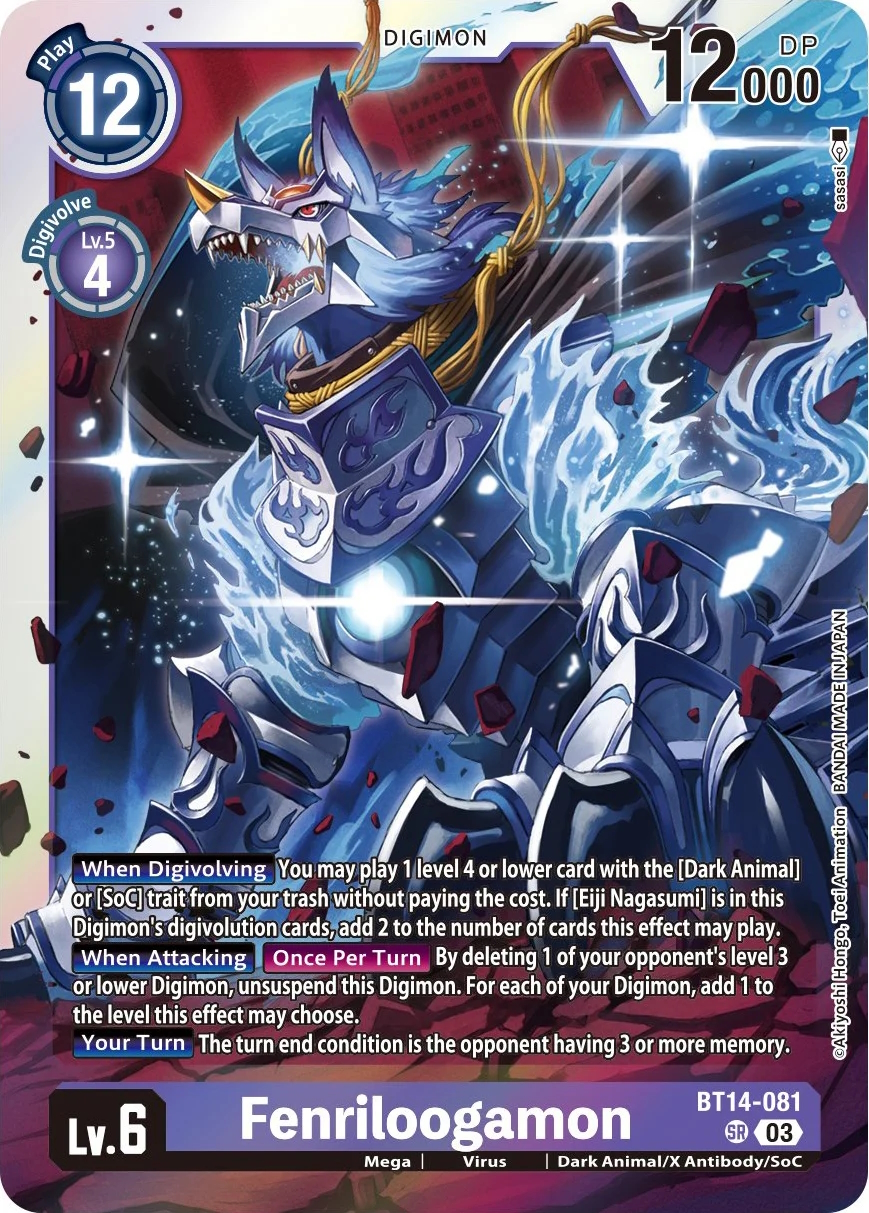 DIGIMON
Play
12
12000
DP
Digivolve
Lv.5
4
sasasi
When Digivolving You may play 1 level 4 or lower card with the [Dark Animal]
or [SoC] trait from your trash without paying the cost. If [Eiji Nagasumi] is in this
Digimon's digivolution cards, add 2 to the number of cards this effect may play.
When Attacking Once Per Turn By deleting 1 of your opponent's level 3
or lower Digimon, unsuspend this Digimon. For each of your Digimon, add 1 to
the level this effect may choose.
Your Turn The turn end condition is the opponent having 3 or more memory.
©Akiyoshi Hongo, Toei Animation BANDAI MADE IN JAPAN
Lv.6
Fenriloogamon
BT14-081
SR 03
Mega | Virus | Dark Animal/X Antibody/SoC